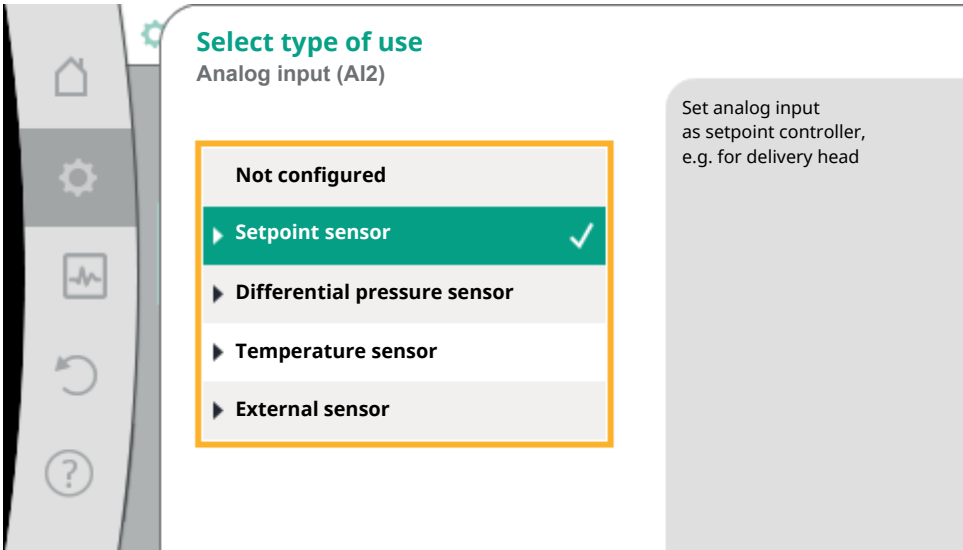 Select type of use
Analog input (AI2)
Set analog input
as setpoint controller,
e.g. for delivery head
Not configured
Setpoint sensor
Differential pressure sensor
Temperature sensor
External sensor
?